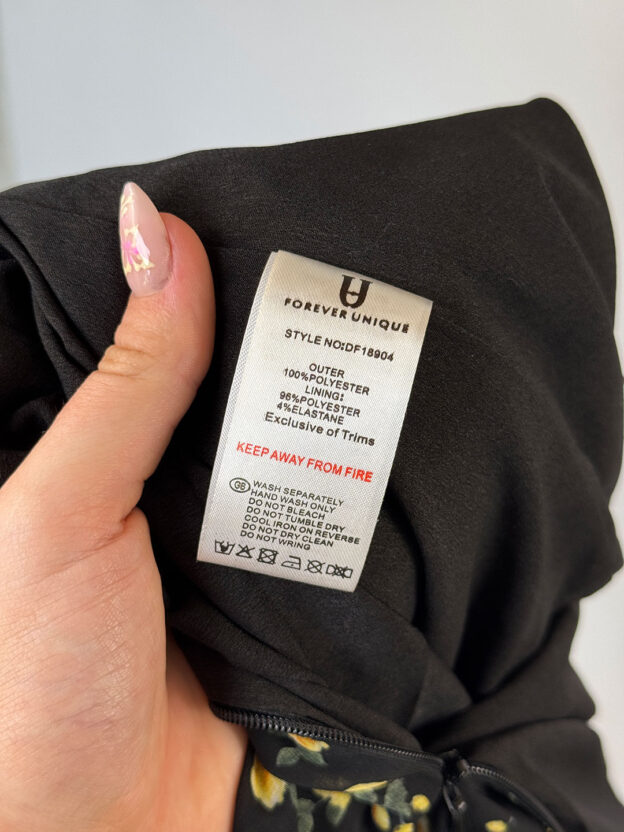 FOREVER UNIQUE
STYLE NO:DF18904
OUTER
100%POLYESTER
LINING:
96%POLYESTER
4%ELASTANE
Exclusive of Trims
KEEP AWAY FROM FIRE
GB WASH SEPARATELY
HAND WASH ONLY
DO NOT BLEACH
DO NOT TUMBLE DRY
COOL IRON ON REVERSE
DO NOT DRY CLEAN
DO NOT WRING